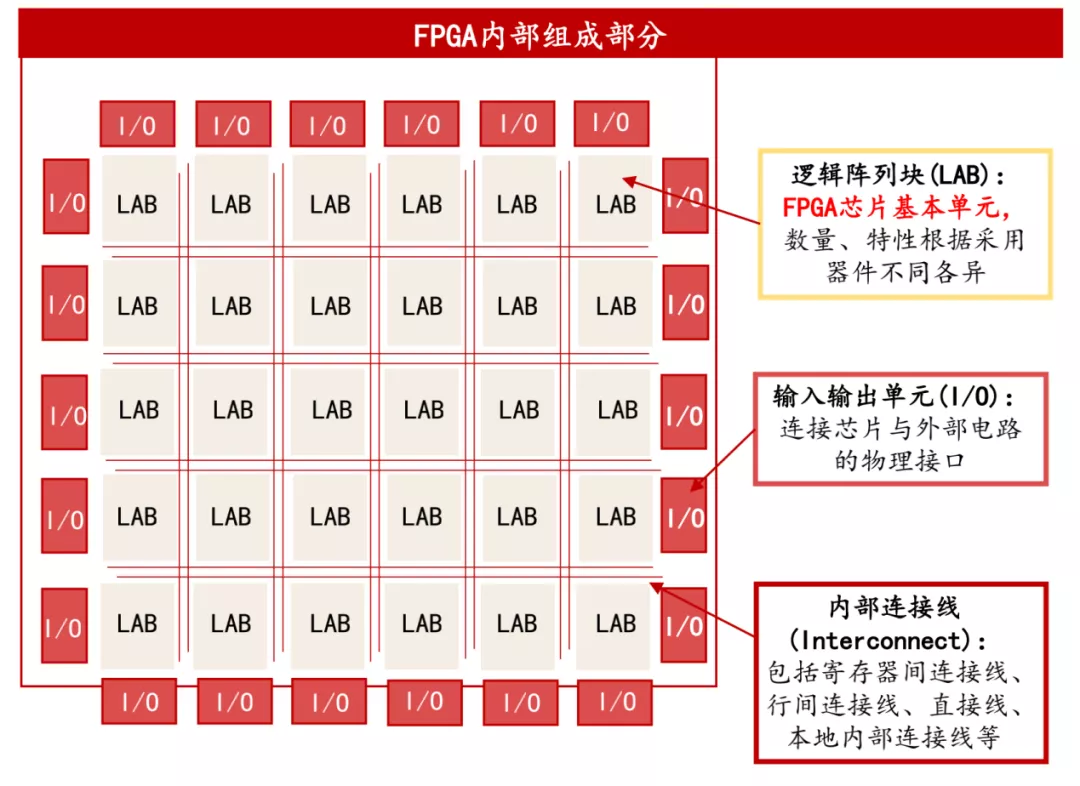 FPGA内部组成部分
I/O I/O I/O I/O I/O I/O
I/O LAB LAB LAB LAB LAB LAB I/O
I/O LAB LAB LAB LAB LAB LAB I/O
I/O LAB LAB LAB LAB LAB LAB I/O
I/O LAB LAB LAB LAB LAB LAB I/O
I/O LAB LAB LAB LAB LAB LAB I/O
I/O I/O I/O I/O I/O I/O
逻辑阵列块(LAB):
FPGA芯片基本单元,
数量、特性根据采用
器件不同各异
输入输出单元(I/O):
连接芯片与外部电路
的物理接口
内部连接线
(Interconnect):
包括寄存器间连接线、
行间连接线、直接线、
本地内部连接线等